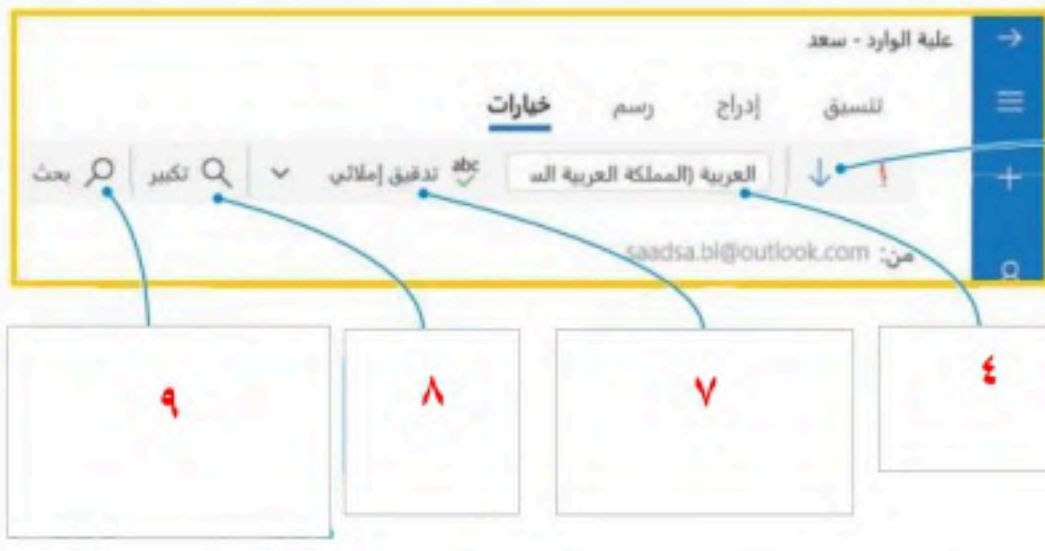 علبة الوارد - سعد
تنسيق إدراج رسم خيارات
! العربية (المملكة العربية الس abc تدقيق إملائي تكبير بحث
من: saadsa.bl@outlook.com
٤ ٧ ٨ ٩